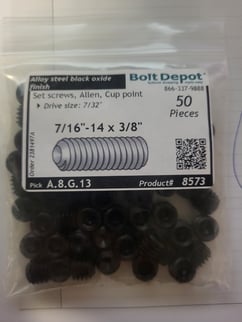 Alloy steel black oxide
finish
Bolt Depot
866-337-9888
Set screws, Allen, Cup point
▸ Drive size: 7/32"
50
Pieces
7/16"-14 x 3/8"
Pick A.8.G.13
Product# 8573